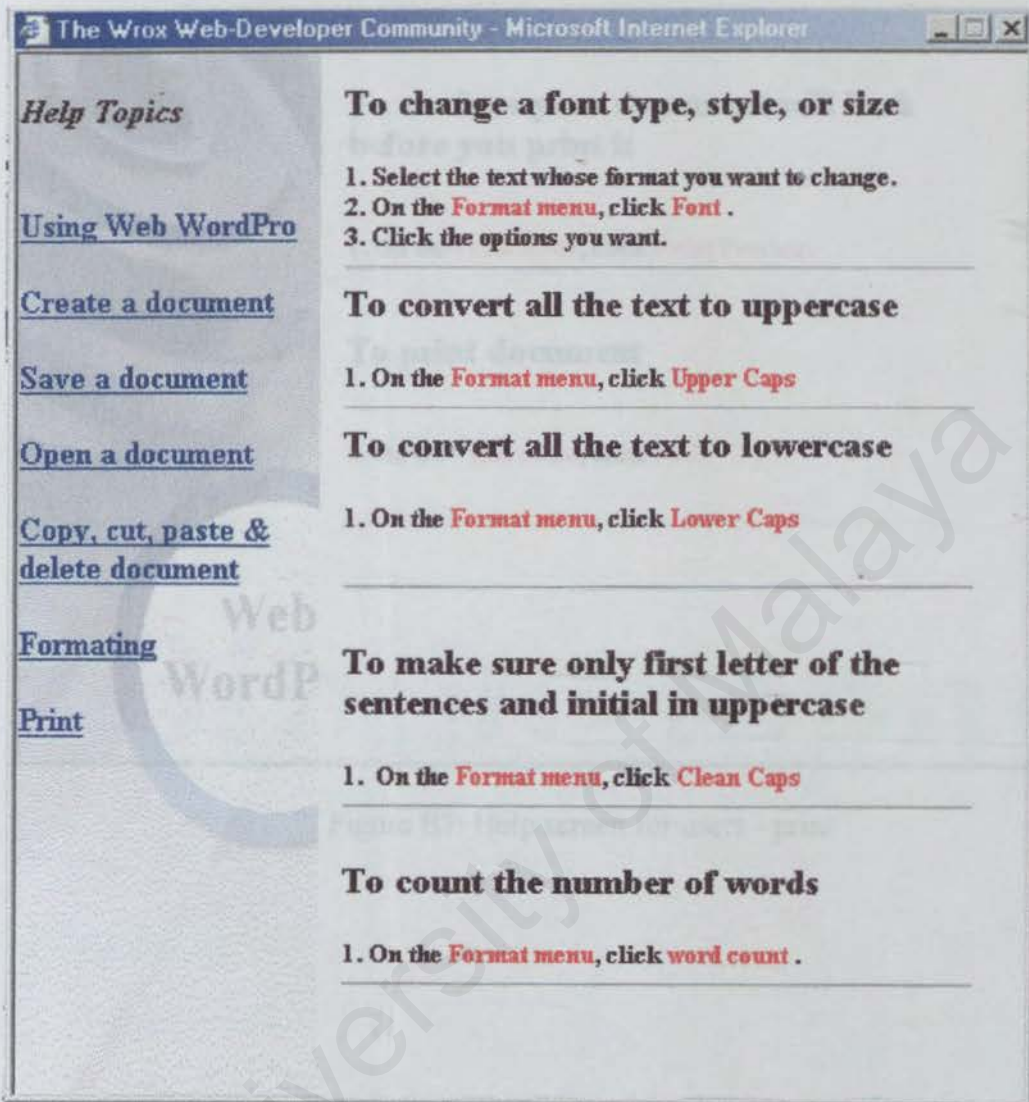 The Wrox Web-Developer Community - Microsoft Internet Explorer
Help Topics
Using Web WordPro
Create a document
Save a document
Open a document
Copy, cut, paste &
delete document
Formating
Print
Web
WordP
To change a font type, style, or size
1. Select the text whose format you want to change.
2. On the Format menu, click Font .
3. Click the options you want.
To convert all the text to uppercase
1. On the Format menu, click Upper Caps
To convert all the text to lowercase
1. On the Format menu, click Lower Caps
To make sure only first letter of the
sentences and initial in uppercase
1. On the Format menu, click Clean Caps
To count the number of words
1. On the Format menu, click word count .
University of Malaya